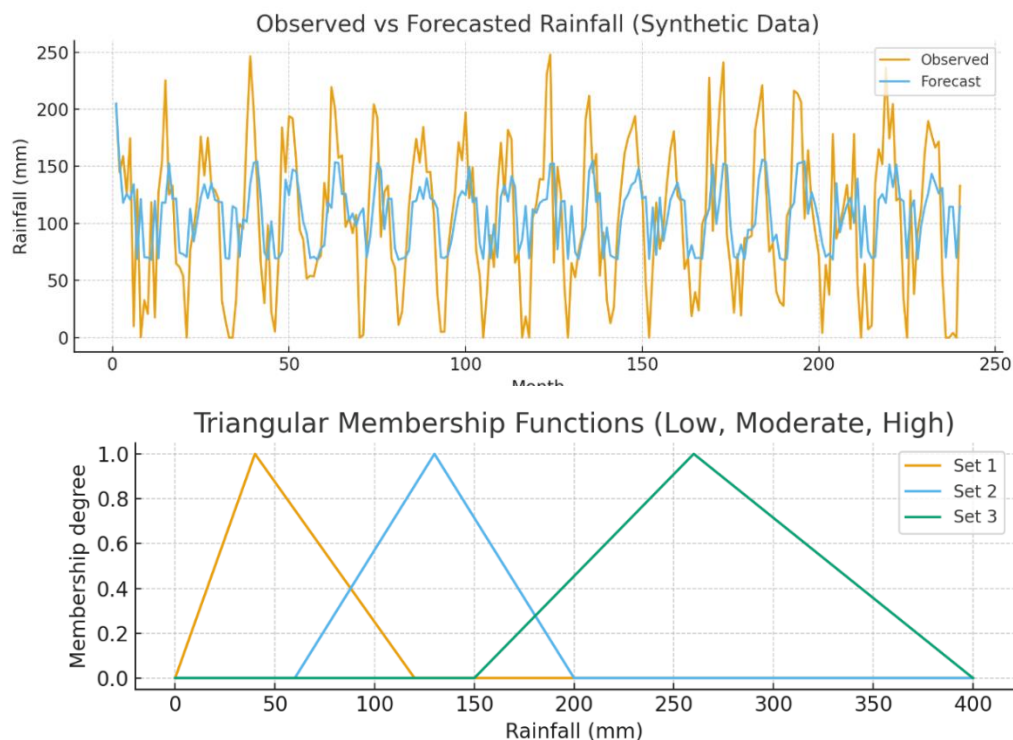 Observed vs Forecasted Rainfall (Synthetic Data)
250
200
150
100
50
0
Rainfall (mm)
Observed
Forecast
0
50
100
150
200
250
Month
Triangular Membership Functions (Low, Moderate, High)
1.0
0.8
0.6
0.4
0.2
0.0
Membership degree
Set 1
Set 2
Set 3
0
50
100
150
200
250
300
350
400
Rainfall (mm)